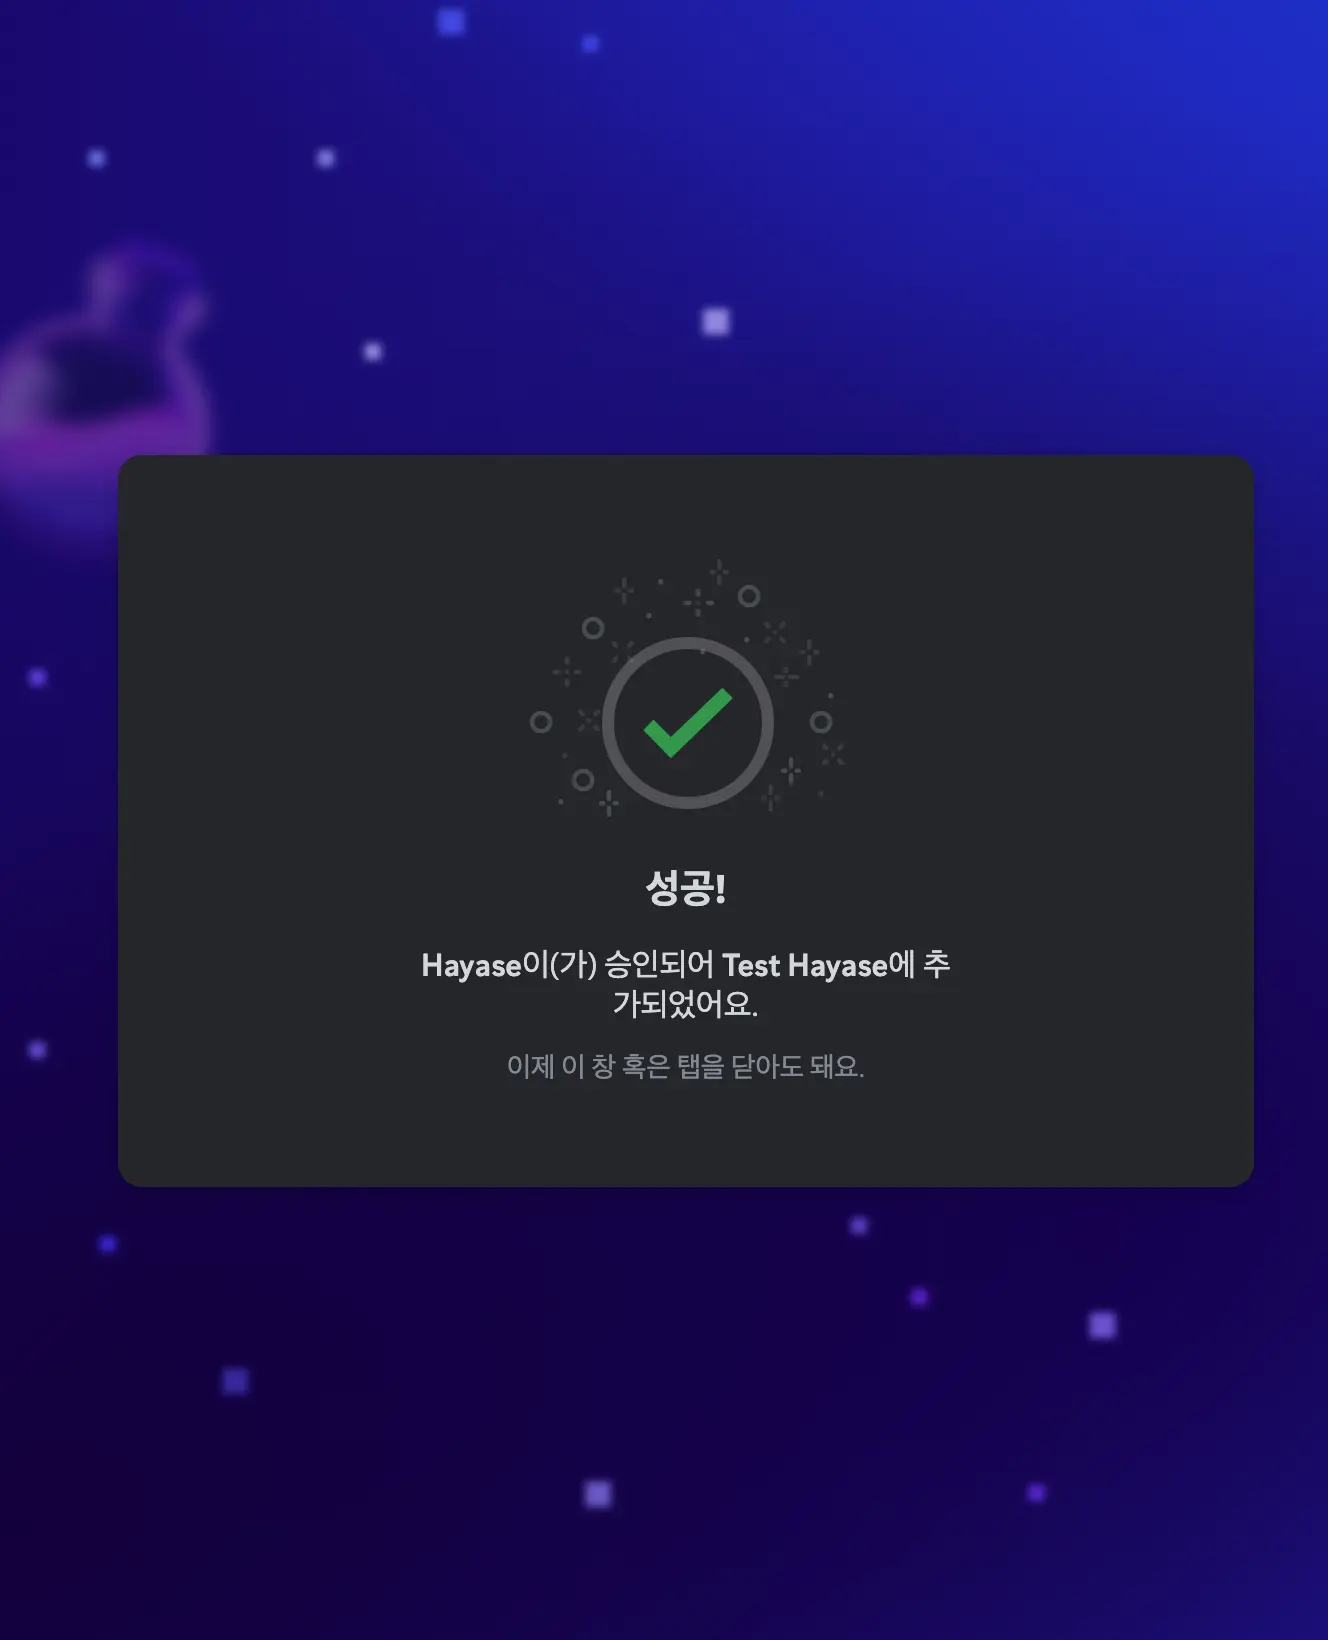 성공!
Hayase이(가) 승인되어 Test Hayase에 추
가되었어요.
이제 이 창 혹은 탭을 닫아도 돼요.